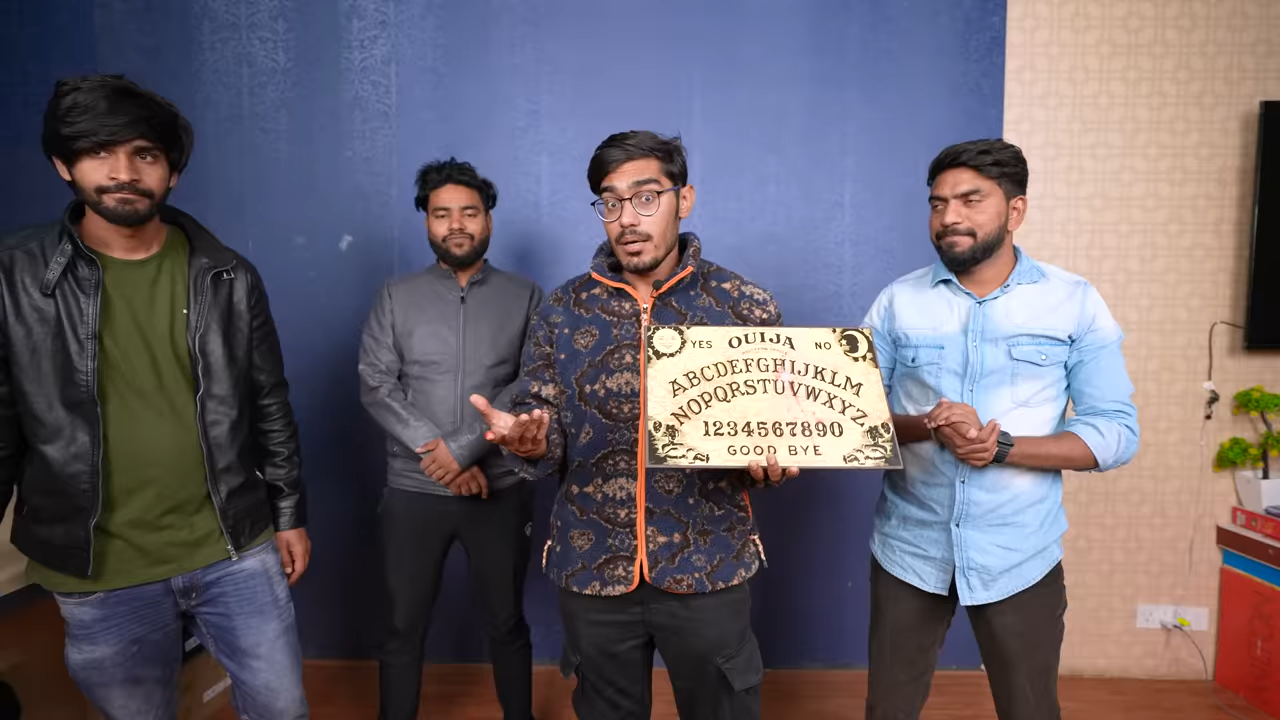 YES OUIJA NO
ABCDEFGHIJKLM
NOPQRSTUVWXYZ
1234567890
GOOD BYE